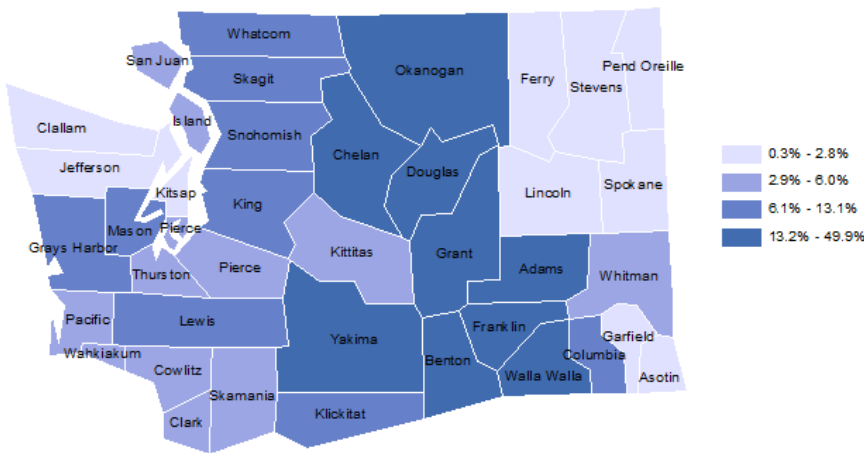 Whatcom
San Juan
Skagit
Okanogan
Ferry
Stevens
Pend Oreille
Island
Clallam
Snohomish
Jefferson
Chelan
Douglas
Kitsap
Lincoln
Spokane
King
Mason
Pierce
Grays Harbor
Kittitas
Grant
Thurston
Pierce
Adams
Whitman
Pacific
Lewis
Yakima
Franklin
Garfield
Wahkiakum
Benton
Columbia
Cowlitz
Walla Walla
Asotin
Skamania
Clark
Klickitat
0.3% - 2.8%
2.9% - 6.0%
6.1% - 13.1%
13.2% - 49.9%